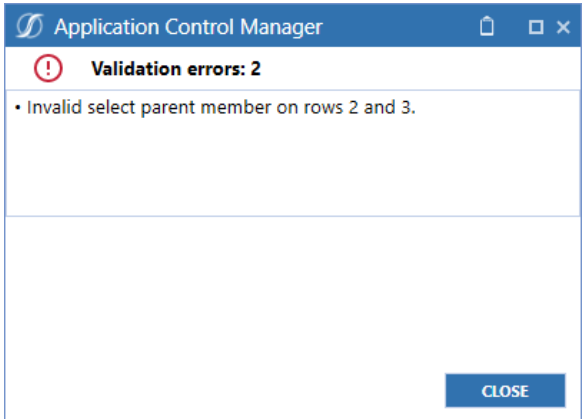 Application Control Manager
Validation errors: 2
• Invalid select parent member on rows 2 and 3.
CLOSE